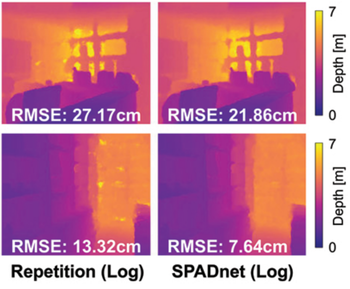 7
Depth [m]
0
RMSE: 27.17cm
RMSE: 21.86cm
7
Depth [m]
0
RMSE: 13.32cm
RMSE: 7.64cm
Repetition (Log)
SPADnet (Log)